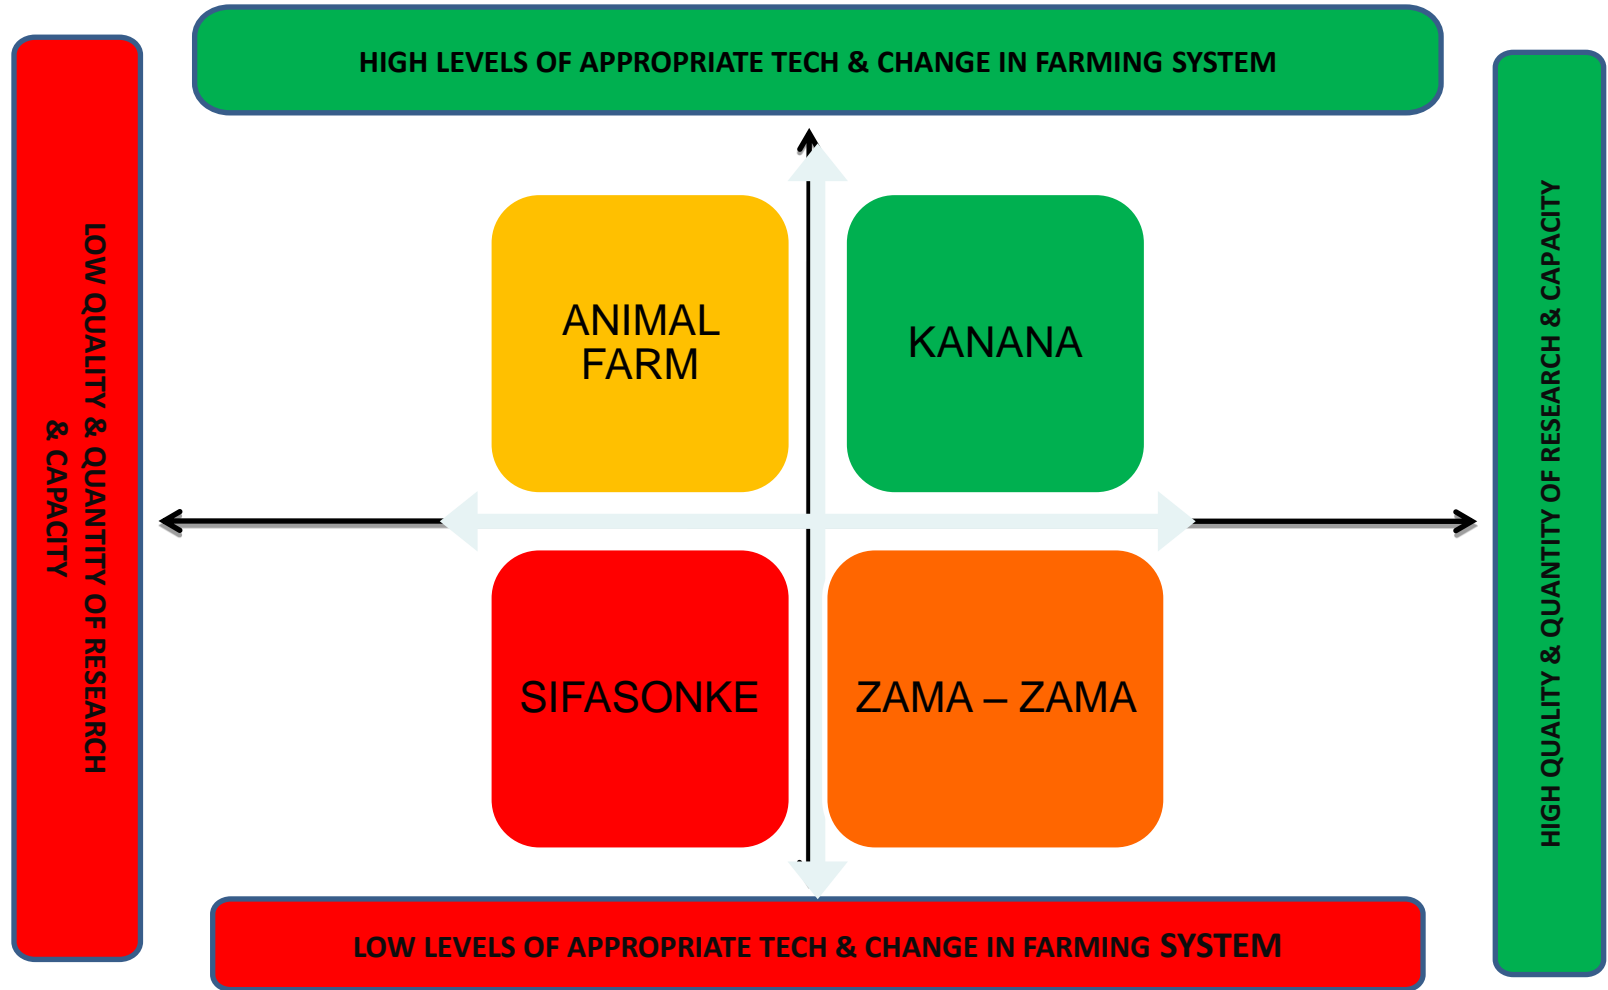 HIGH LEVELS OF APPROPRIATE TECH & CHANGE IN FARMING SYSTEM
LOW QUALITY & QUANTITY OF RESEARCH
& CAPACITY
ANIMAL
FARM
KANANA
HIGH QUALITY & QUANTITY OF RESEARCH & CAPACITY
SIFASONKE
ZAMA – ZAMA
LOW LEVELS OF APPROPRIATE TECH & CHANGE IN FARMING SYSTEM